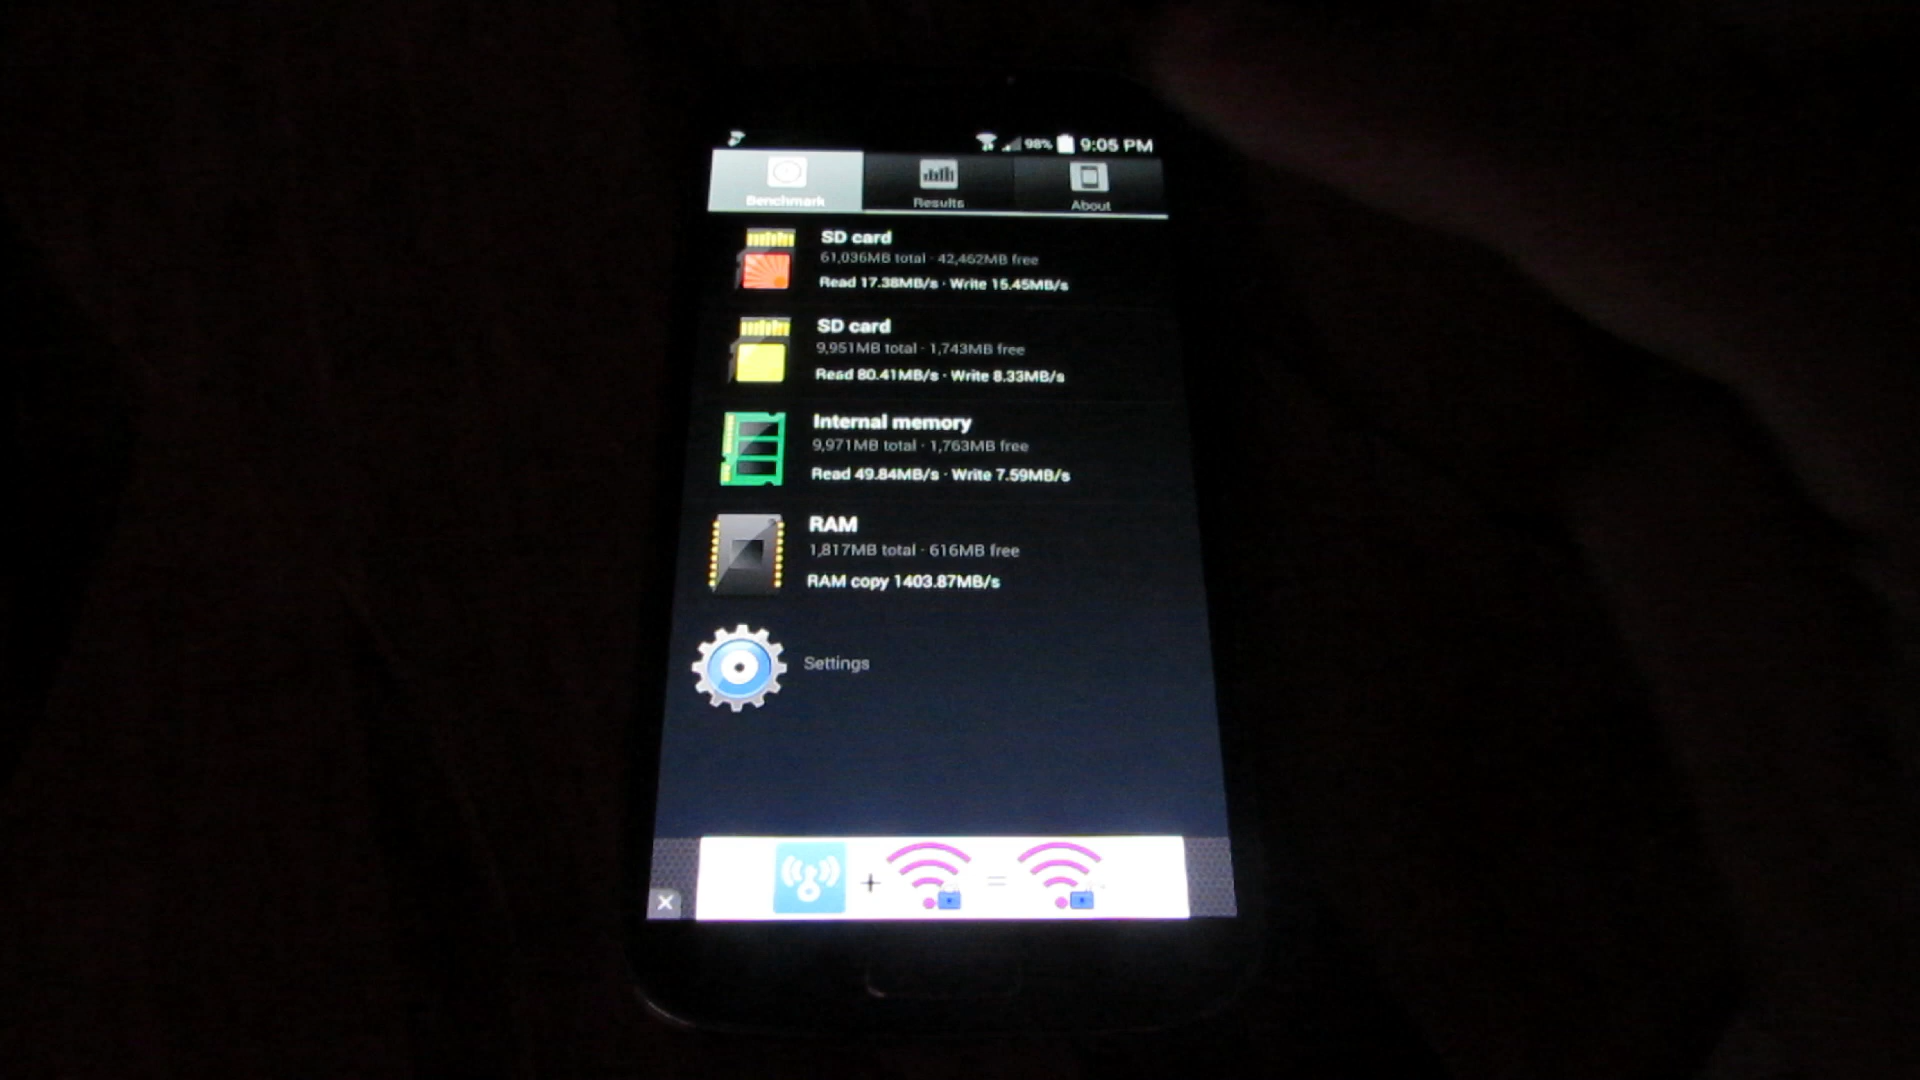 98% 9:05 PM
Benchmark Results About
SD card
61,036MB total · 42,462MB free
Read 17.38MB/s · Write 15.45MB/s
SD card
9,951MB total · 1,743MB free
Read 80.41MB/s · Write 8.33MB/s
Internal memory
9,971MB total · 1,763MB free
Read 49.84MB/s · Write 7.59MB/s
RAM
1,817MB total · 616MB free
RAM copy 1403.87MB/s
Settings
+ =